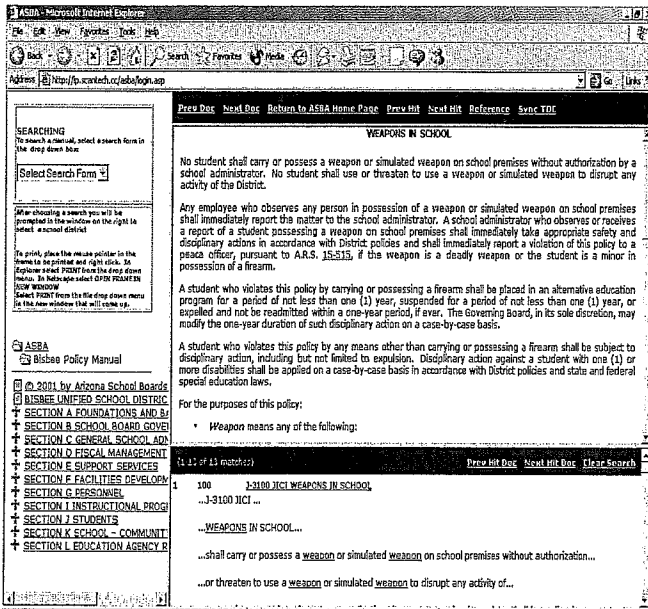 ASBA - Microsoft Internet Explorer
File Edit View Favorites Tools Help
Back Search Favorites Media
Address http://lp.scantech.cc/asba/login.asp Go Links
SEARCHING
To search a manual, select a search form in
the drop down box:
Select Search Form
After choosing a search you will be
prompted in the window on the right to
select a school district
To print, place the mouse pointer in the
frame to be printed and right click. In
Explorer select PRINT from the drop down
menu. In Netscape select OPEN FRAME IN
NEW WINDOW
Select PRINT from the file drop down menu
in the new window that will come up.
ASBA
Bisbee Policy Manual
© 2001 by Arizona School Boards
BISBEE UNIFIED SCHOOL DISTRIC
SECTION A FOUNDATIONS AND BA
SECTION B SCHOOL BOARD GOVE
SECTION C GENERAL SCHOOL ADM
SECTION D FISCAL MANAGEMENT
SECTION E SUPPORT SERVICES
SECTION F FACILITIES DEVELOPM
SECTION G PERSONNEL
SECTION I INSTRUCTIONAL PROG
SECTION J STUDENTS
SECTION K SCHOOL - COMMUNIT
SECTION L EDUCATION AGENCY R
Prev Doc Next Doc Return to ASBA Home Page Prev Hit Next Hit Reference Sync TOC
WEAPONS IN SCHOOL
No student shall carry or possess a weapon or simulated weapon on school premises without authorization by a
school administrator. No student shall use or threaten to use a weapon or simulated weapon to disrupt any
activity of the District.
Any employee who observes any person in possession of a weapon or simulated weapon on school premises
shall immediately report the matter to the school administrator. A school administrator who observes or receives
a report of a student possessing a weapon on school premises shall immediately take appropriate safety and
disciplinary actions in accordance with District policies and shall immediately report a violation of this policy to a
peace officer, pursuant to A.R.S. 15-515, if the weapon is a deadly weapon or the student is a minor in
possession of a firearm.
A student who violates this policy by carrying or possessing a firearm shall be placed in an alternative education
program for a period of not less than one (1) year, suspended for a period of not less than one (1) year, or
expelled and not be readmitted within a one-year period, if ever. The Governing Board, in its sole discretion, may
modify the one-year duration of such disciplinary action on a case-by-case basis.
A student who violates this policy by any means other than carrying or possessing a firearm shall be subject to
disciplinary action, including but not limited to expulsion. Disciplinary action against a student with one (1) or
more disabilities shall be applied on a case-by-case basis in accordance with District policies and state and federal
special education laws.
For the purposes of this policy:
• Weapon means any of the following:
(1-13 of 13 matches) Prev Hit Doc Next Hit Doc Clear Search
1 100 J-3100 JICI WEAPONS IN SCHOOL
...J-3100 JICI ...
...WEAPONS IN SCHOOL...
...shall carry or possess a weapon or simulated weapon on school premises without authorization...
...or threaten to use a weapon or simulated weapon to disrupt any activity of...